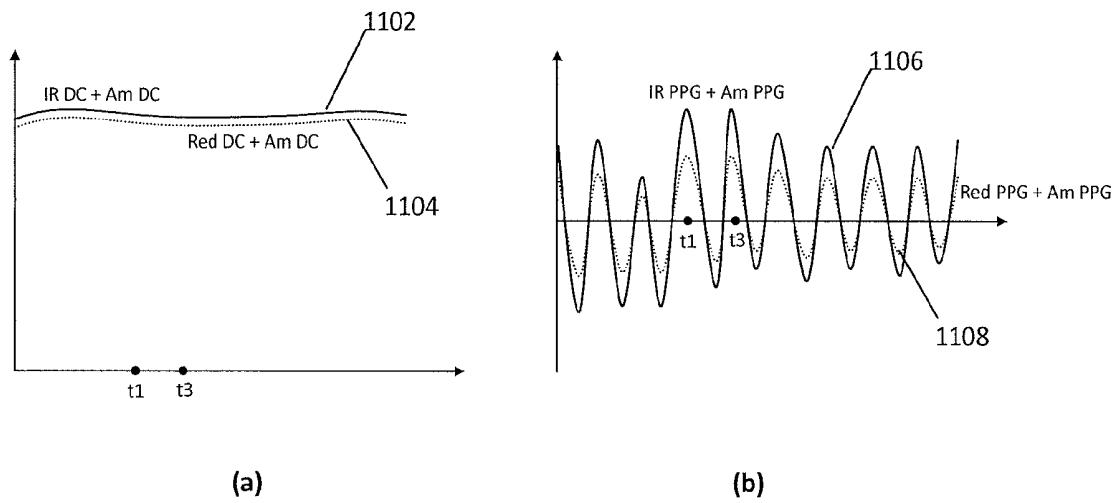 1102
IR DC + Am DC
Red DC + Am DC
1104
t1
t3
(a)
1106
IR PPG + Am PPG
Red PPG + Am PPG
t1
t3
1108
(b)